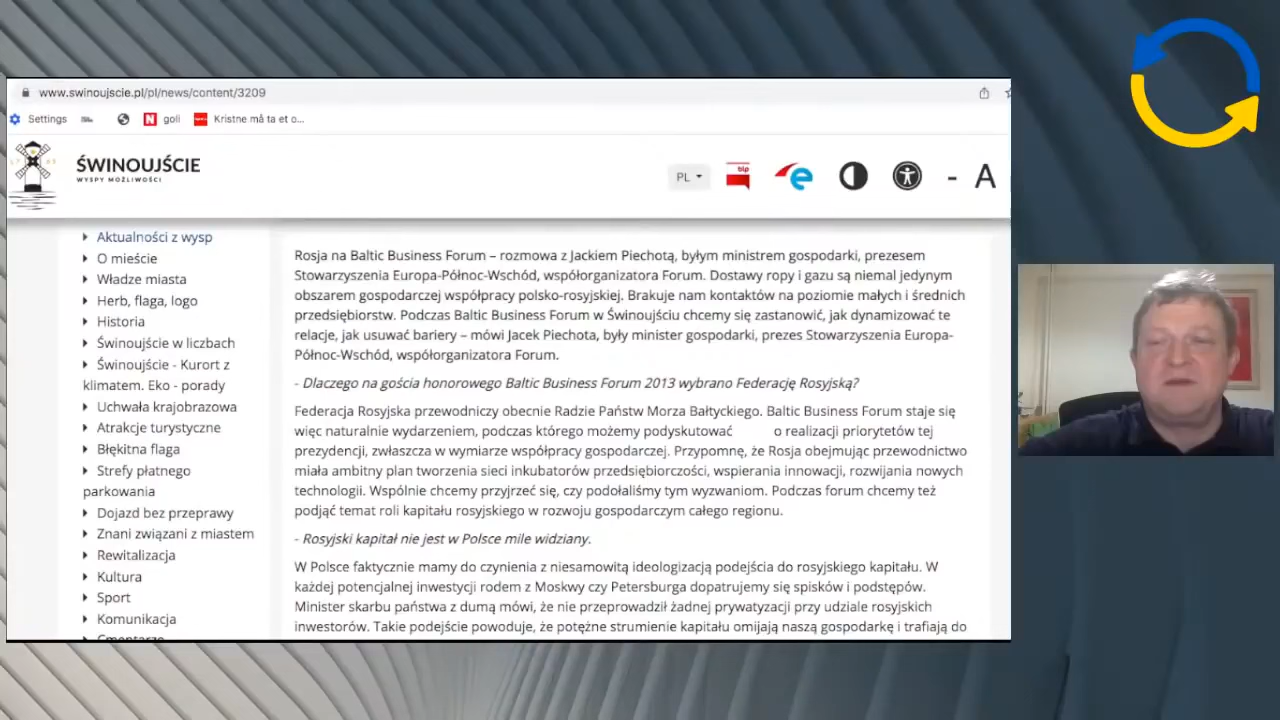 www.swinoujscie.pl/pl/news/content/3209
Settings
goli
Kristne må ta et o...
ŚWINOUJŚCIE
WYSPY MOŻLIWOŚCI
PL
blp
e
- A
Aktualności z wysp
O mieście
Władze miasta
Herb, flaga, logo
Historia
Świnoujście w liczbach
Świnoujście - Kurort z
klimatem. Eko - porady
Uchwała krajobrazowa
Atrakcje turystyczne
Błękitna flaga
Strefy płatnego
parkowania
Dojazd bez przeprawy
Znani związani z miastem
Rewitalizacja
Kultura
Sport
Komunikacja
Cmentarze
Rosja na Baltic Business Forum – rozmowa z Jackiem Piechotą, byłym ministrem gospodarki, prezesem
Stowarzyszenia Europa-Północ-Wschód, współorganizatora Forum. Dostawy ropy i gazu są niemal jedynym
obszarem gospodarczej współpracy polsko-rosyjskiej. Brakuje nam kontaktów na poziomie małych i średnich
przedsiębiorstw. Podczas Baltic Business Forum w Świnoujściu chcemy się zastanowić, jak dynamizować te
relacje, jak usuwać bariery – mówi Jacek Piechota, były minister gospodarki, prezes Stowarzyszenia Europa-
Północ-Wschód, współorganizatora Forum.
- Dlaczego na gościa honorowego Baltic Business Forum 2013 wybrano Federację Rosyjską?
Federacja Rosyjska przewodniczy obecnie Radzie Państw Morza Bałtyckiego. Baltic Business Forum staje się
więc naturalnie wydarzeniem, podczas którego możemy podyskutować o realizacji priorytetów tej
prezydencji, zwłaszcza w wymiarze współpracy gospodarczej. Przypomnę, że Rosja obejmując przewodnictwo
miała ambitny plan tworzenia sieci inkubatorów przedsiębiorczości, wspierania innowacji, rozwijania nowych
technologii. Wspólnie chcemy przyjrzeć się, czy podołaliśmy tym wyzwaniom. Podczas forum chcemy też
podjąć temat roli kapitału rosyjskiego w rozwoju gospodarczym całego regionu.
- Rosyjski kapitał nie jest w Polsce mile widziany.
W Polsce faktycznie mamy do czynienia z niesamowitą ideologizacją podejścia do rosyjskiego kapitału. W
każdej potencjalnej inwestycji rodem z Moskwy czy Petersburga dopatrujemy się spisków i podstępów.
Minister skarbu państwa z dumą mówi, że nie przeprowadził żadnej prywatyzacji przy udziale rosyjskich
inwestorów. Takie podejście powoduje, że potężne strumienie kapitału omijają naszą gospodarkę i trafiają do